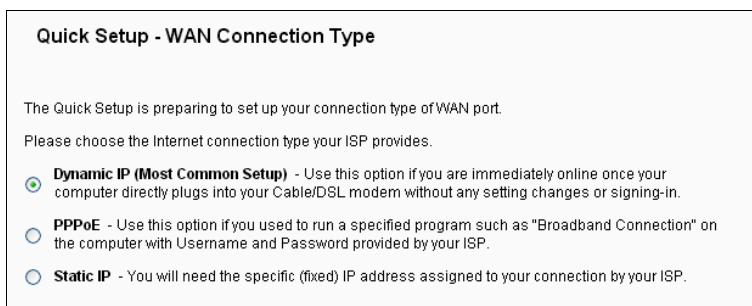 Quick Setup - WAN Connection Type
The Quick Setup is preparing to set up your connection type of WAN port.
Please choose the Internet connection type your ISP provides.
Dynamic IP (Most Common Setup) - Use this option if you are immediately online once your
computer directly plugs into your Cable/DSL modem without any setting changes or signing-in.
PPPoE - Use this option if you used to run a specified program such as "Broadband Connection" on
the computer with Username and Password provided by your ISP.
Static IP - You will need the specific (fixed) IP address assigned to your connection by your ISP.